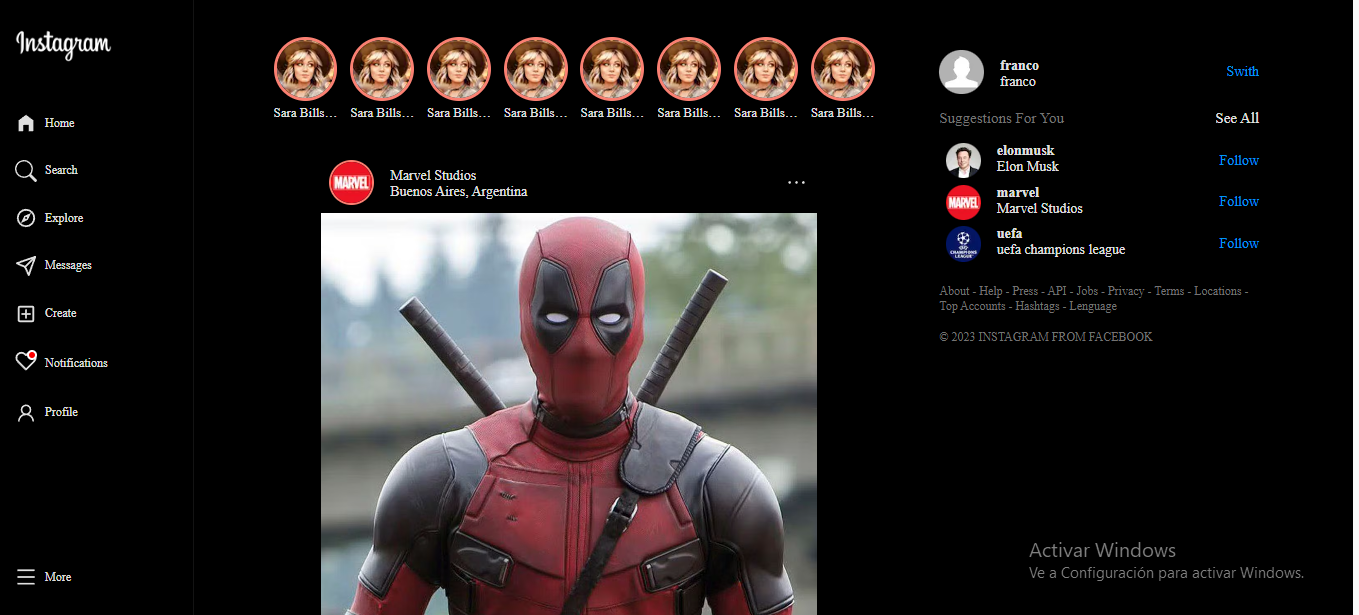 Instagram
Home
Search
Explore
Messages
Create
Notifications
Profile
More
Sara Bills... Sara Bills... Sara Bills... Sara Bills... Sara Bills... Sara Bills... Sara Bills... Sara Bills...
MARVEL
Marvel Studios
Buenos Aires, Argentina
franco
franco
Swith
Suggestions For You See All
elonmusk
Elon Musk
Follow
MARVEL
marvel
Marvel Studios
Follow
CHAMPIONS
LEAGUE
uefa
uefa champions league
Follow
About - Help - Press - API - Jobs - Privacy - Terms - Locations -
Top Accounts - Hashtags - Lenguage
© 2023 INSTAGRAM FROM FACEBOOK
Activar Windows
Ve a Configuración para activar Windows.